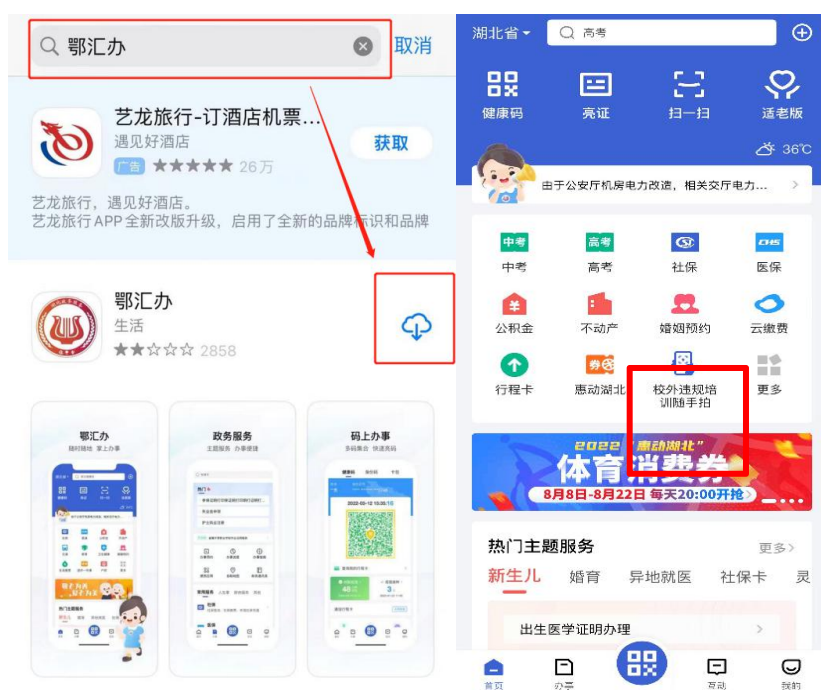 鄂汇办
取消
艺龙旅行-订酒店机票...
遇见好酒店
获取
广告 ★★★★★ 26万
艺龙旅行，遇见好酒店。
艺龙旅行APP全新改版升级，启用了全新的品牌标识和品牌
鄂汇办
生活
★★☆☆☆ 2858
鄂汇办
随时随地 掌上办事
政务服务
主题服务 办事便捷
码上办事
多码集合 快速亮码
热门主题服务
湖北省
高考
健康码
亮证
扫一扫
适老版
36℃
由于公安厅机房电力改造，相关交厅电力...
中考
高考
CHS
中考
高考
社保
医保
公积金
不动产
婚姻预约
云缴费
券
行程卡
惠动湖北
校外违规培
训随手拍
更多
2022“惠动湖北”
体育消费券
8月8日-8月22日 每天20:00开抢
热门主题服务
更多>
新生儿
婚育
异地就医
社保卡
灵
出生医学证明办理
首页
办事
互动
我的